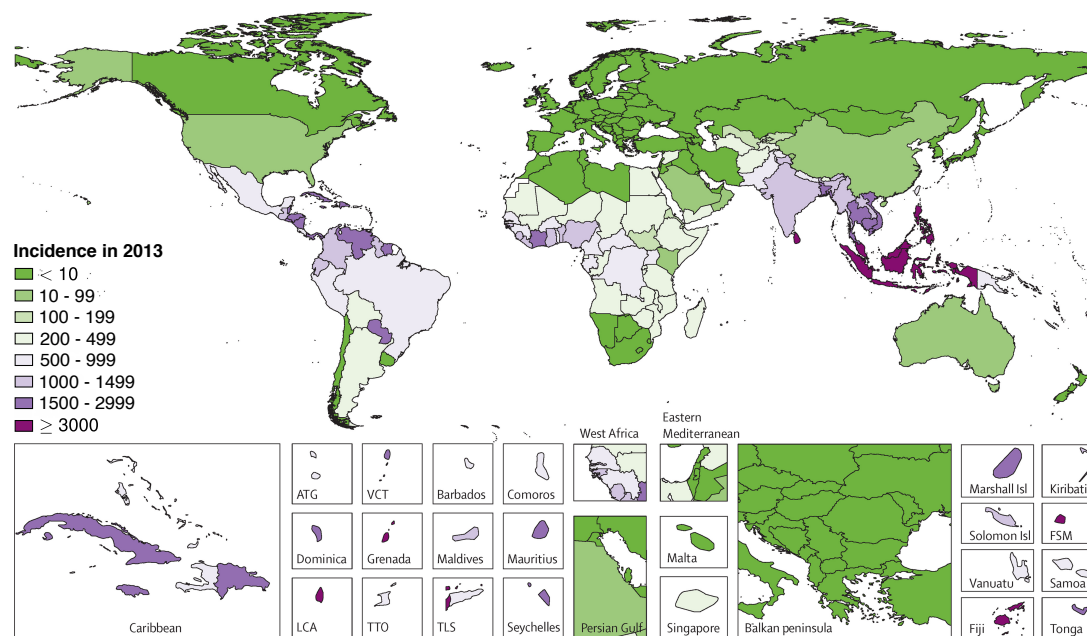 Incidence in 2013
< 10
10 - 99
100 - 199
200 - 499
500 - 999
1000 - 1499
1500 - 2999
≥ 3000
Caribbean
ATG
VCT
Barbados
Comoros
Dominica
Grenada
Maldives
Mauritius
LCA
TTO
TLS
Seychelles
West Africa
Eastern
Mediterranean
Persian Gulf
Malta
Singapore
Balkan peninsula
Marshall Isl
Kiribati
Solomon Isl
FSM
Vanuatu
Samoa
Fiji
Tonga